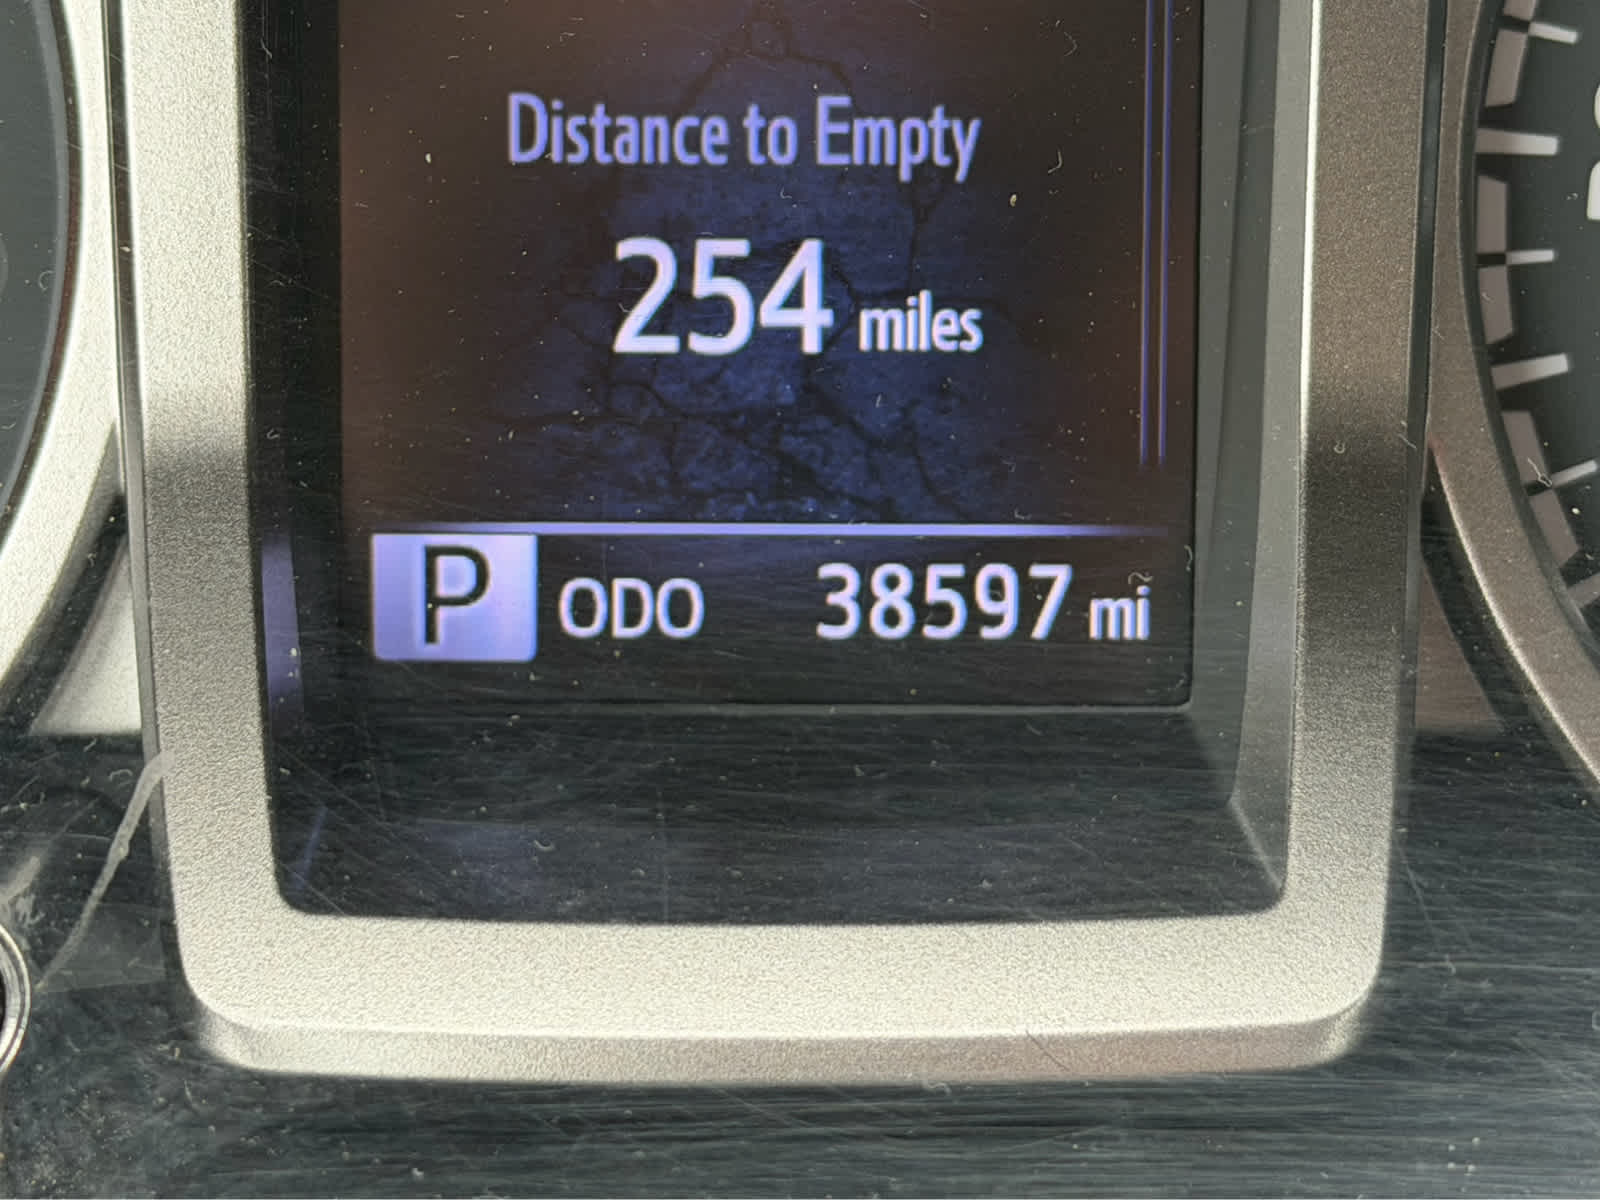 Distance to Empty
254 miles
P ODO 38597 mi